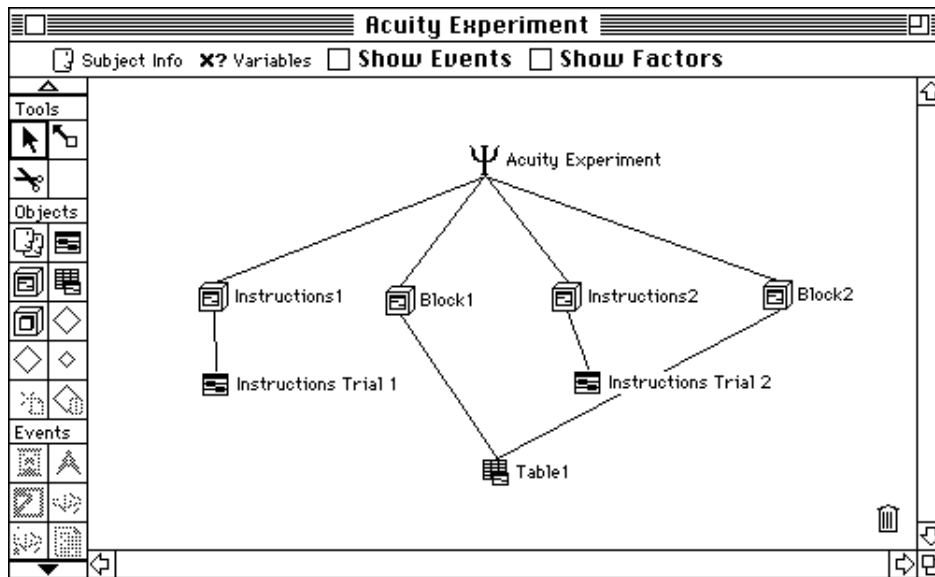 Acuity Experiment
Subject Info X? Variables Show Events Show Factors
Tools
Objects
Events
Ψ Acuity Experiment
Instructions1 Block1 Instructions2 Block2
Instructions Trial 1 Instructions Trial 2
Table1